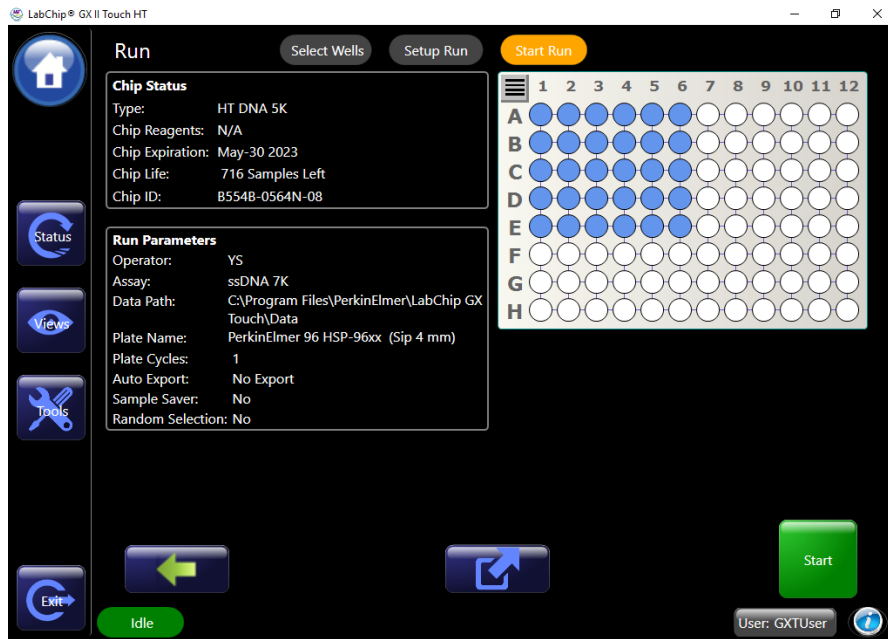 LabChip® GX II Touch HT
Run
Select Wells
Setup Run
Start Run
Chip Status
Type: HT DNA 5K
Chip Reagents: N/A
Chip Expiration: May-30 2023
Chip Life: 716 Samples Left
Chip ID: B554B-0564N-08
1 2 3 4 5 6 7 8 9 10 11 12
A
B
C
D
E
F
G
H
Status
Views
Tools
Exit
Run Parameters
Operator: YS
Assay: ssDNA 7K
Data Path: C:\Program Files\PerkinElmer\LabChip GX
Touch\Data
Plate Name: PerkinElmer 96 HSP-96xx (Sip 4 mm)
Plate Cycles: 1
Auto Export: No Export
Sample Saver: No
Random Selection: No
Start
Idle
User: GXTUser